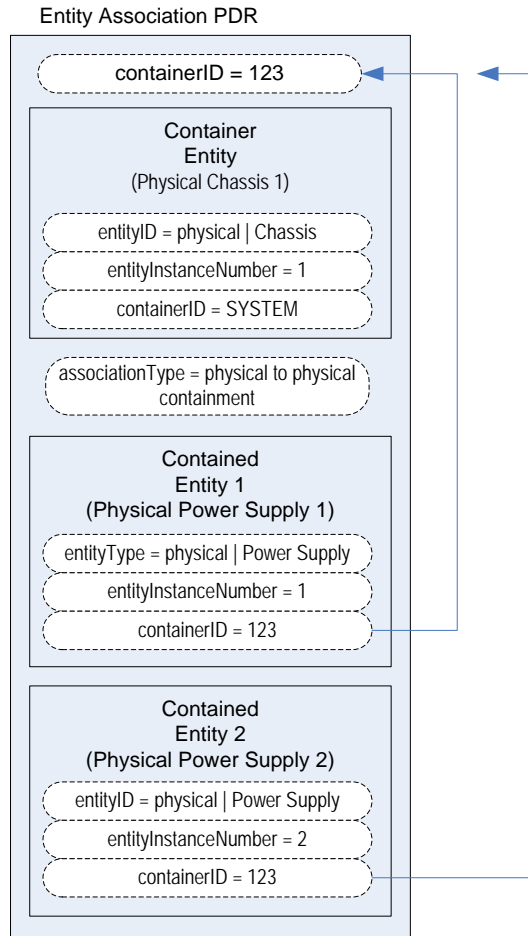 Entity Association PDR
containerID = 123
Container
Entity
(Physical Chassis 1)
entityID = physical | Chassis
entityInstanceNumber = 1
containerID = SYSTEM
associationType = physical to physical
containment
Contained
Entity 1
(Physical Power Supply 1)
entityType = physical | Power Supply
entityInstanceNumber = 1
containerID = 123
Contained
Entity 2
(Physical Power Supply 2)
entityID = physical | Power Supply
entityInstanceNumber = 2
containerID = 123